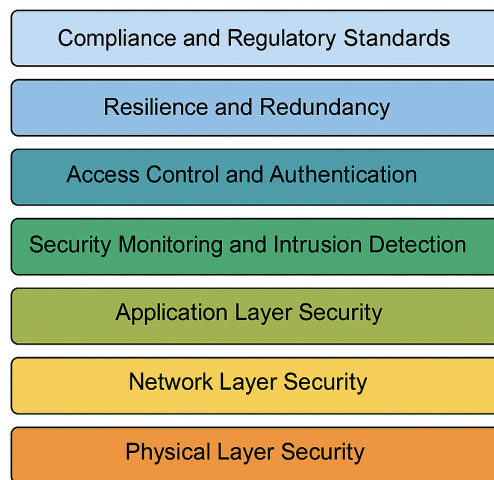 Compliance and Regulatory Standards
Resilience and Redundancy
Access Control and Authentication
Security Monitoring and Intrusion Detection
Application Layer Security
Network Layer Security
Physical Layer Security